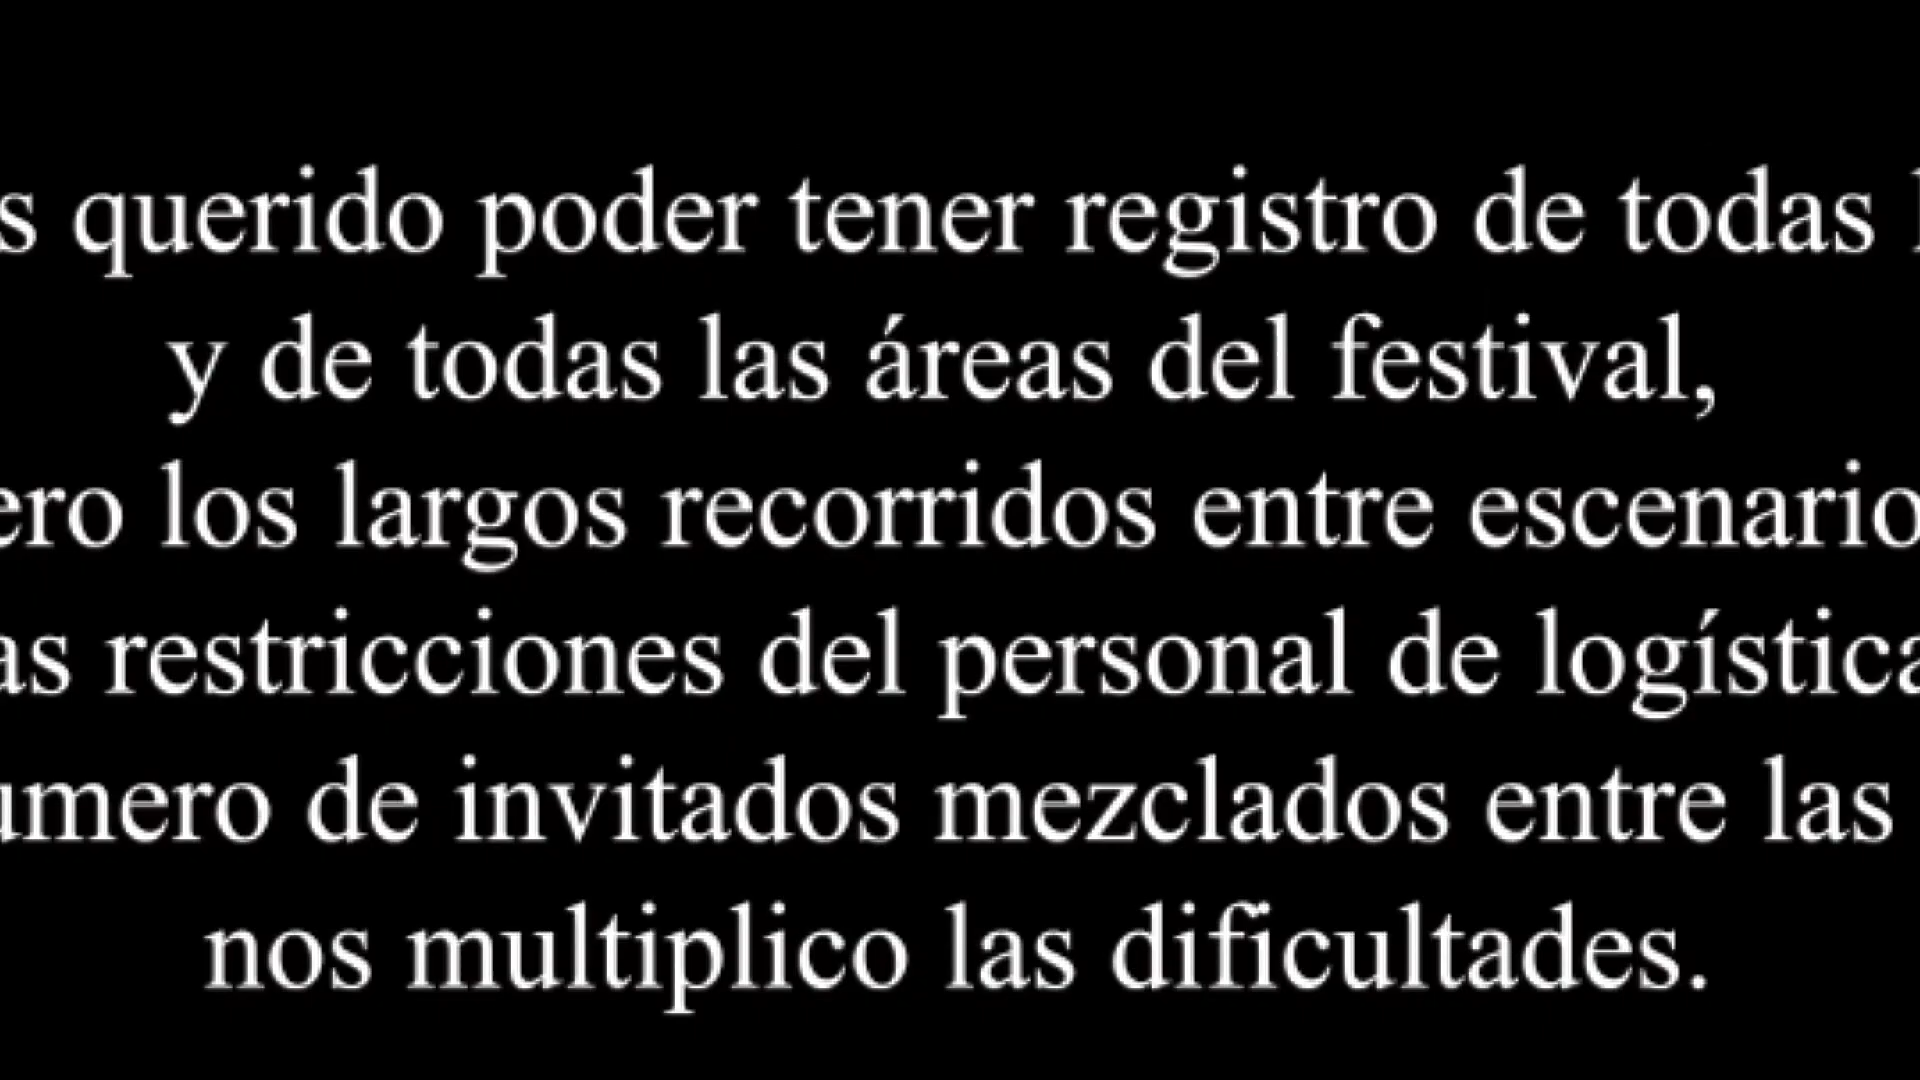 s querido poder tener registro de todas l
y de todas las áreas del festival,
ero los largos recorridos entre escenario
as restricciones del personal de logística
umero de invitados mezclados entre las
nos multiplico las dificultades.